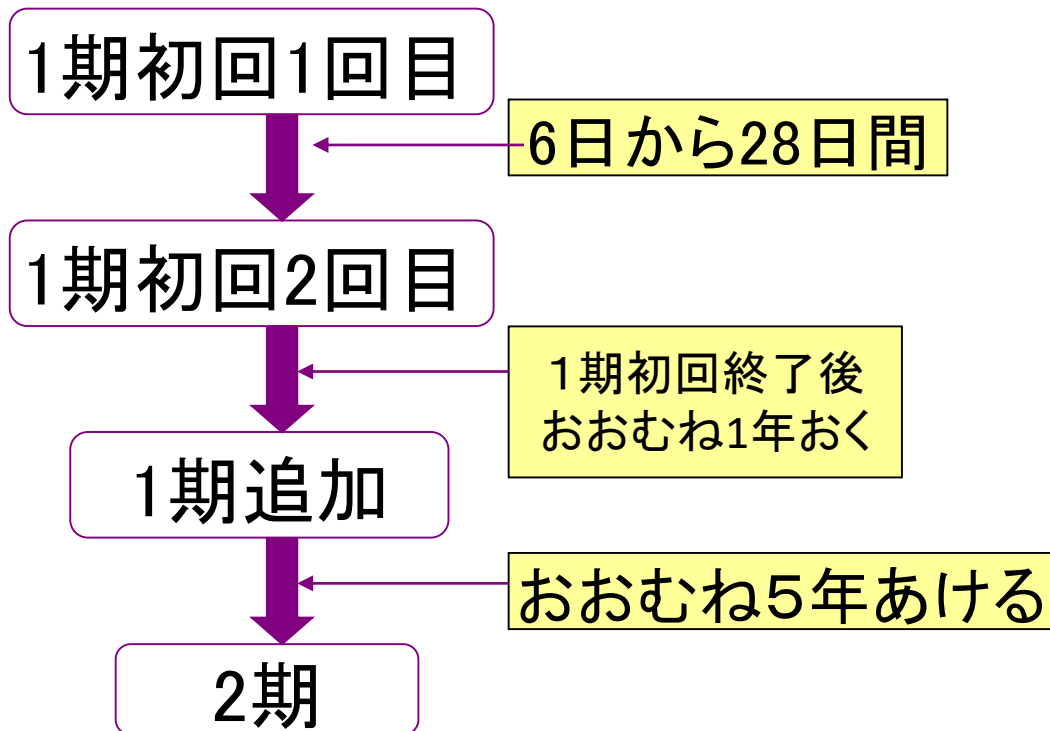 1期初回1回目
6日から28日間
1期初回2回目
１期初回終了後
おおむね1年おく
1期追加
おおむね５年あける
2期